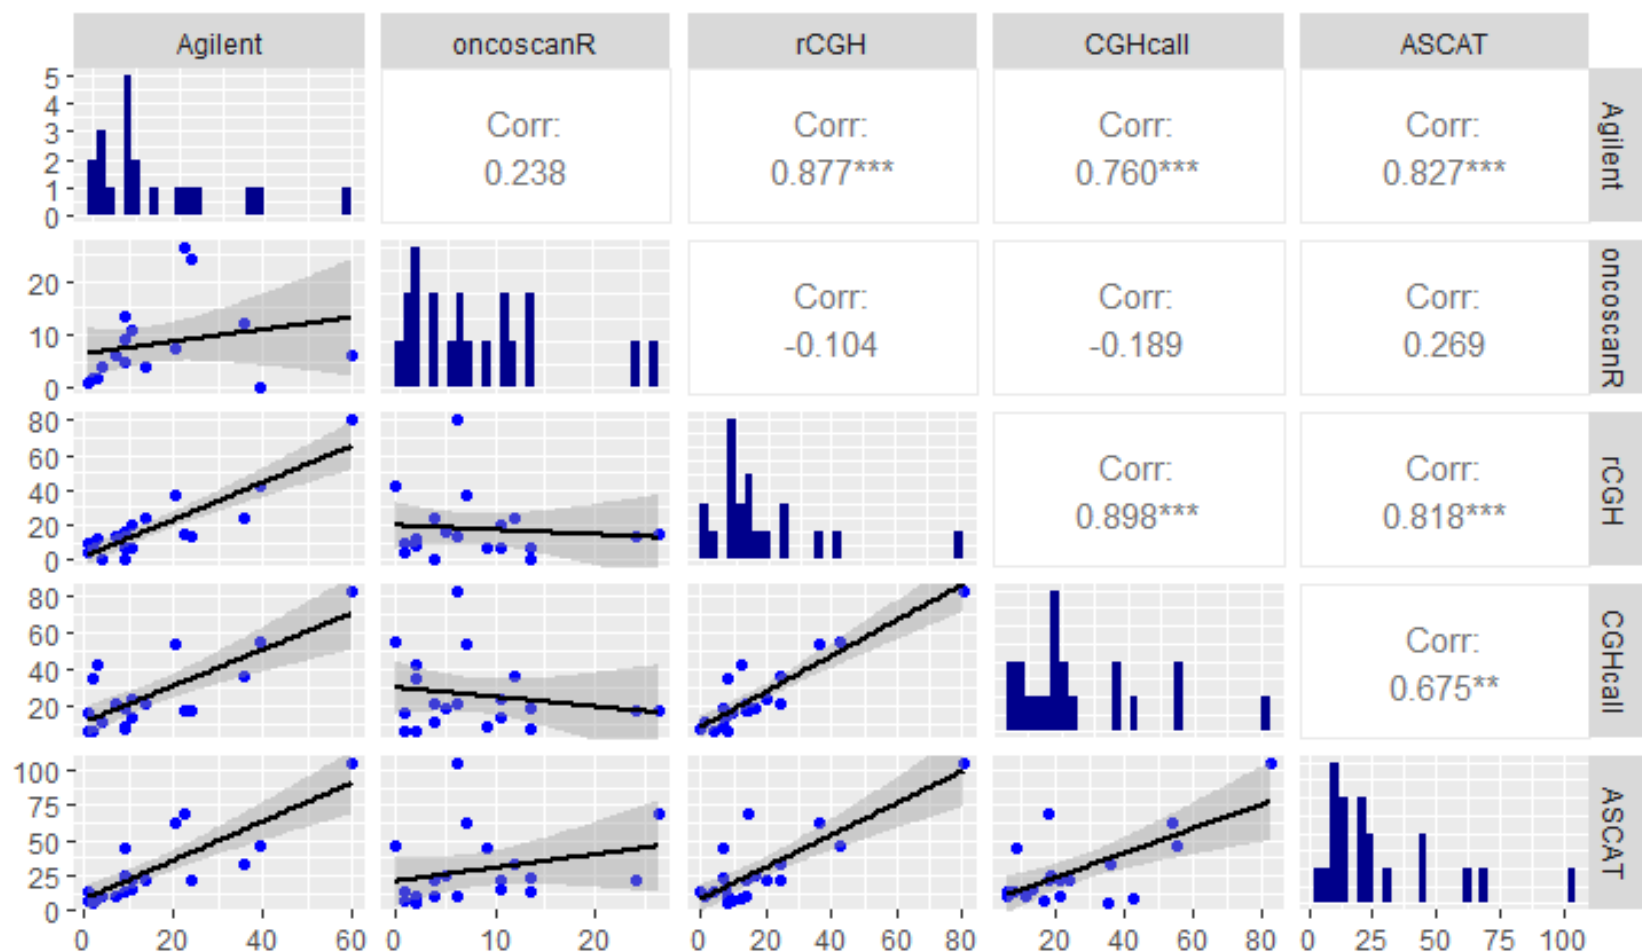 Agilent oncoscanR rCGH CGHcall ASCAT
5
4
3
2
1
0
Corr:
0.238
Corr:
0.877***
Corr:
0.760***
Corr:
0.827***
Agilent
20
10
0
Corr:
-0.104
Corr:
-0.189
Corr:
0.269
oncoscanR
80
60
40
20
0
Corr:
0.898***
Corr:
0.818***
rCGH
80
60
40
20
Corr:
0.675**
CGHcall
100
75
50
25
0
ASCAT
0 20 40 60 0 10 20 0 20 40 60 80 20 40 60 80 0 25 50 75 100